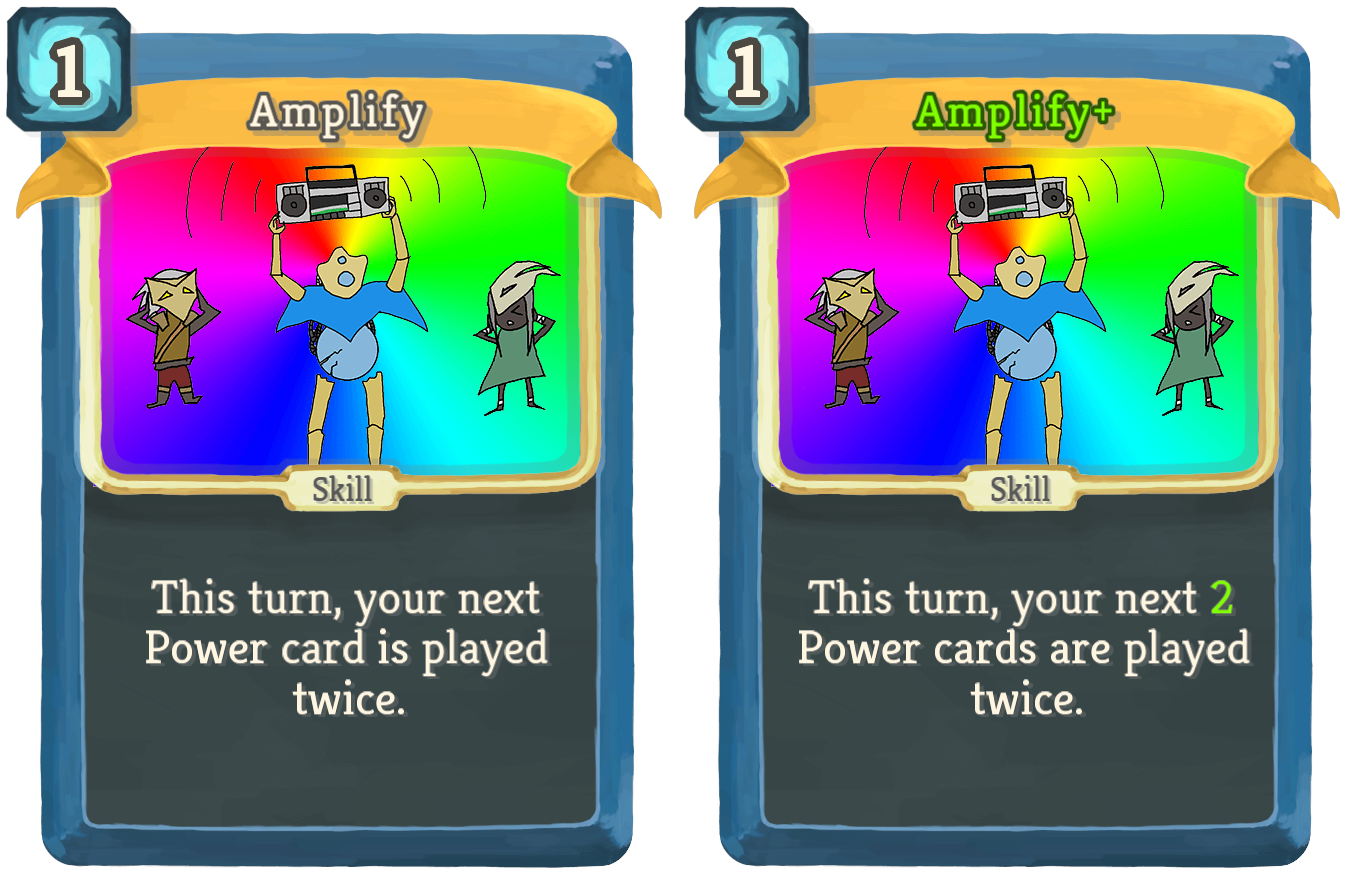 1
Amplify
Skill
This turn, your next
Power card is played
twice.
1
Amplify+
Skill
This turn, your next 2
Power cards are played
twice.